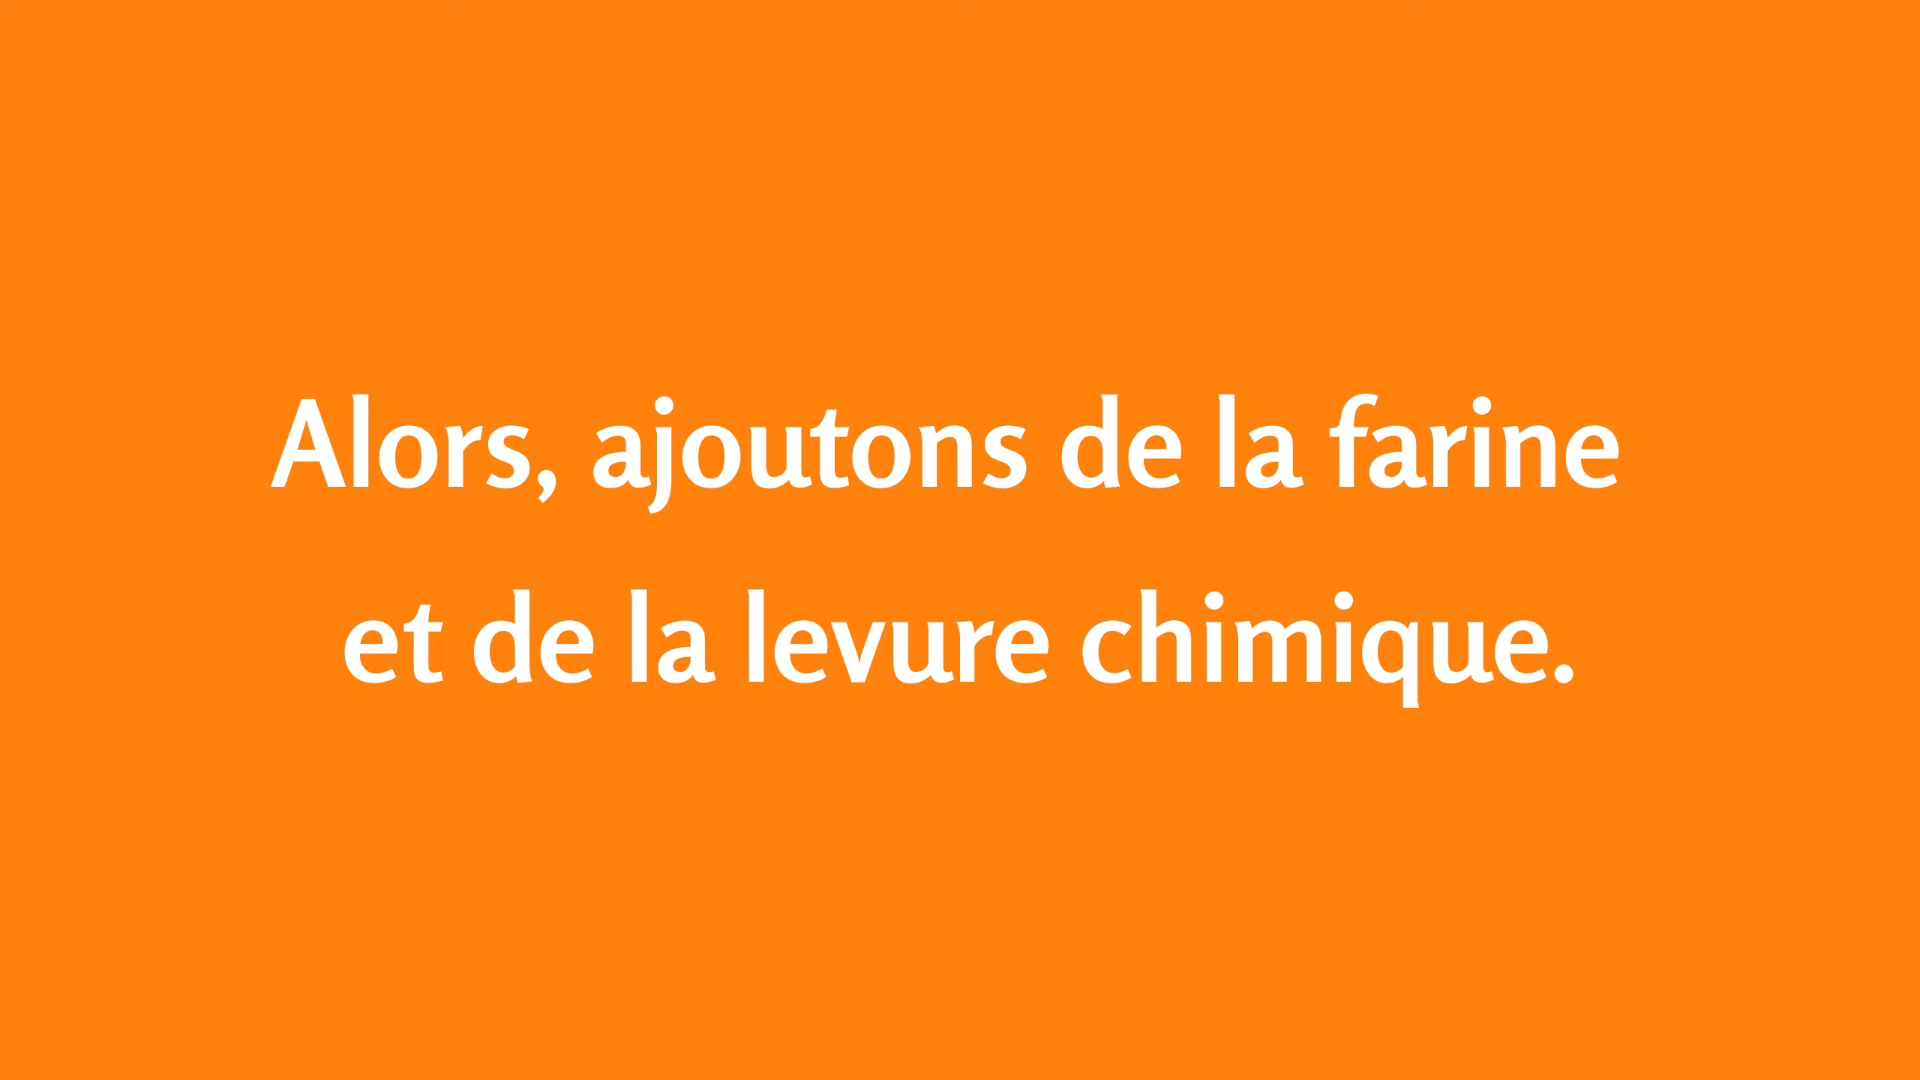 Alors, ajoutons de la farine
et de la levure chimique.